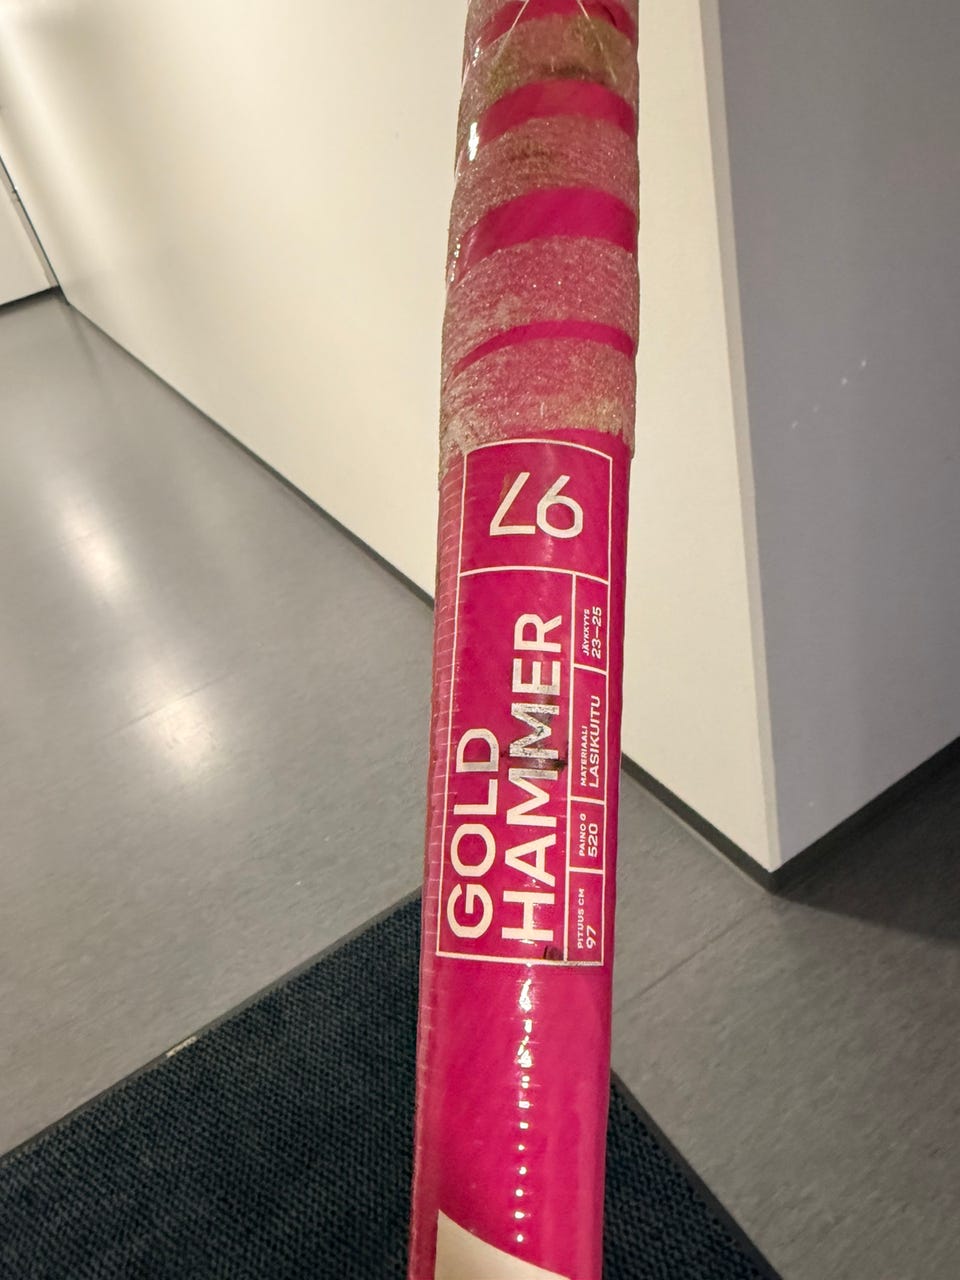 97
GOLD
HAMMER
PITUUS CM
97
PAINO G
520
MATERIAALI
LASIKUITU
JÄYKKYYS
23–25